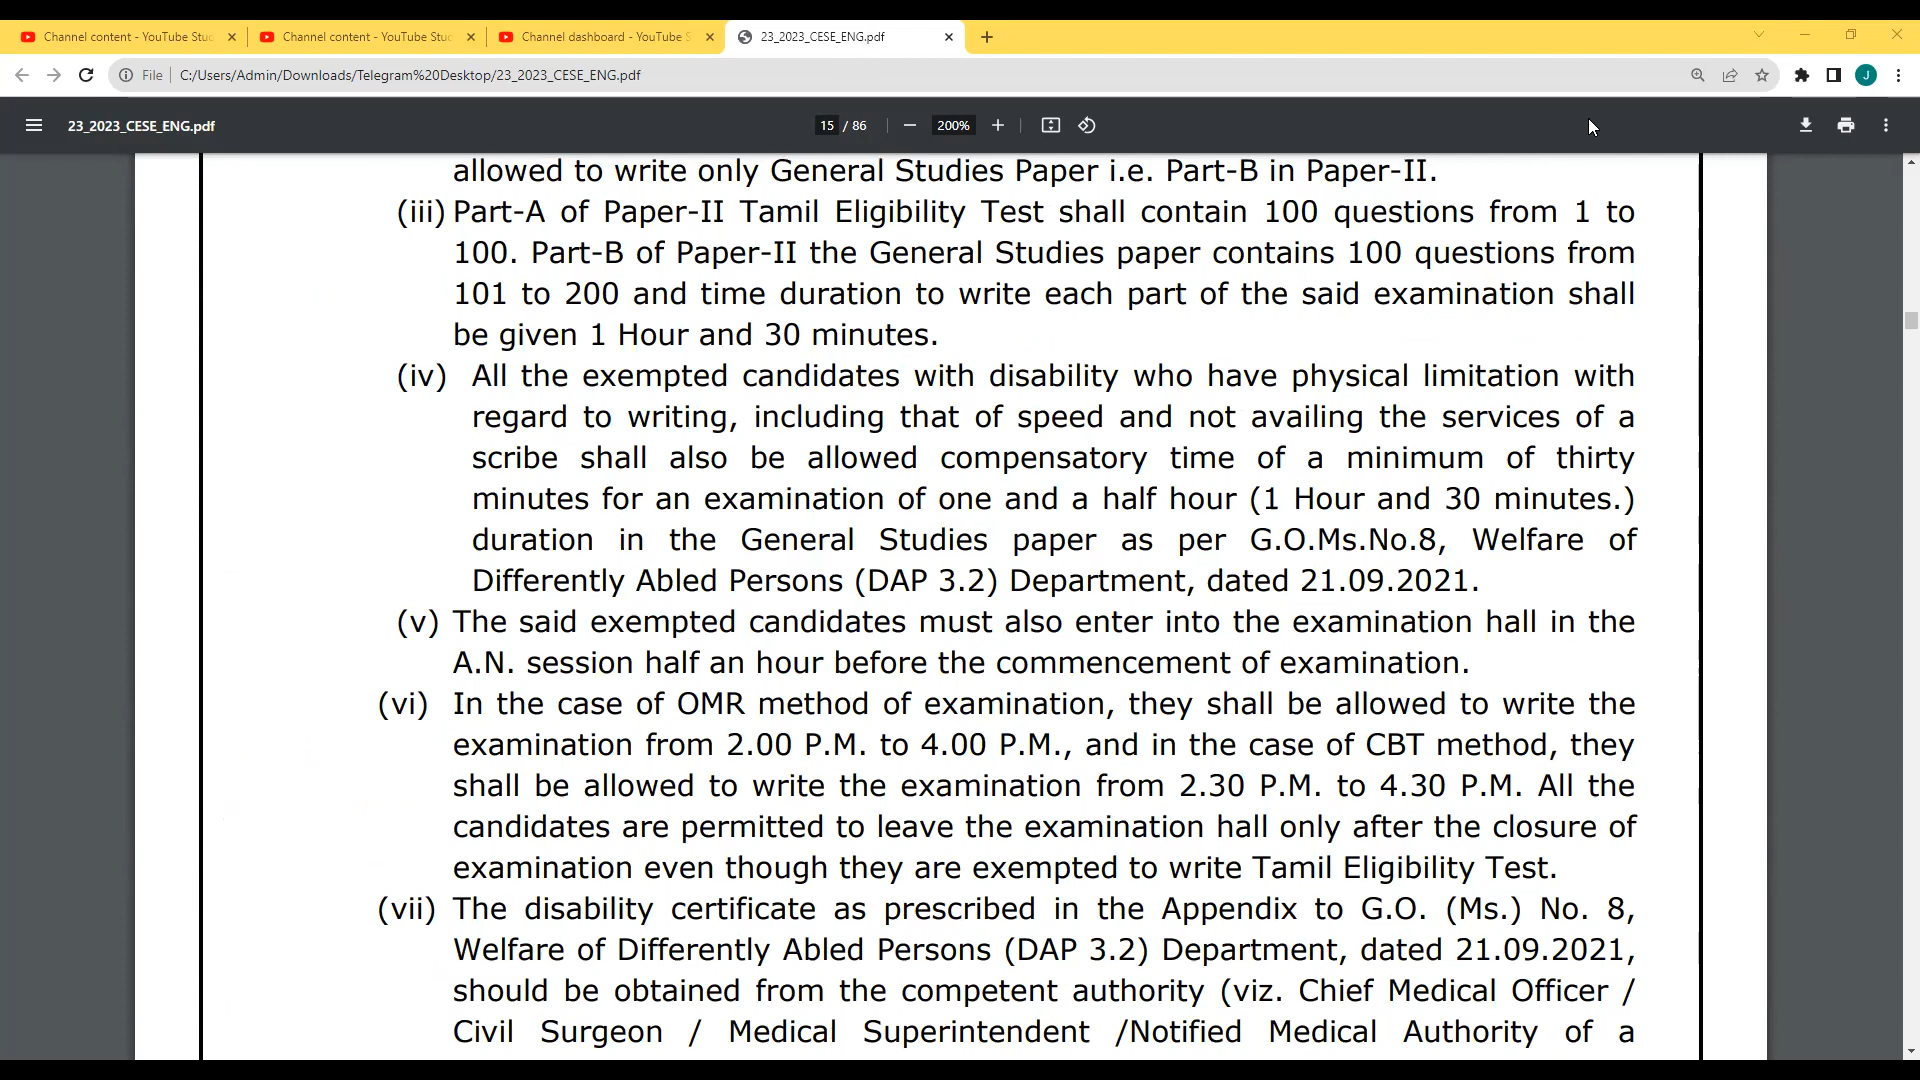 Channel content - YouTube Stud
Channel content - YouTube Stud
Channel dashboard - YouTube S
23_2023_CESE_ENG.pdf
File
C:/Users/Admin/Downloads/Telegram%20Desktop/23_2023_CESE_ENG.pdf
J
23_2023_CESE_ENG.pdf
15 / 86
200%
allowed to write only General Studies Paper i.e. Part-B in Paper-II.
(iii) Part-A of Paper-II Tamil Eligibility Test shall contain 100 questions from 1 to
100. Part-B of Paper-II the General Studies paper contains 100 questions from
101 to 200 and time duration to write each part of the said examination shall
be given 1 Hour and 30 minutes.
(iv) All the exempted candidates with disability who have physical limitation with
regard to writing, including that of speed and not availing the services of a
scribe shall also be allowed compensatory time of a minimum of thirty
minutes for an examination of one and a half hour (1 Hour and 30 minutes.)
duration in the General Studies paper as per G.O.Ms.No.8, Welfare of
Differently Abled Persons (DAP 3.2) Department, dated 21.09.2021.
(v) The said exempted candidates must also enter into the examination hall in the
A.N. session half an hour before the commencement of examination.
(vi) In the case of OMR method of examination, they shall be allowed to write the
examination from 2.00 P.M. to 4.00 P.M., and in the case of CBT method, they
shall be allowed to write the examination from 2.30 P.M. to 4.30 P.M. All the
candidates are permitted to leave the examination hall only after the closure of
examination even though they are exempted to write Tamil Eligibility Test.
(vii) The disability certificate as prescribed in the Appendix to G.O. (Ms.) No. 8,
Welfare of Differently Abled Persons (DAP 3.2) Department, dated 21.09.2021,
should be obtained from the competent authority (viz. Chief Medical Officer /
Civil Surgeon / Medical Superintendent /Notified Medical Authority of a